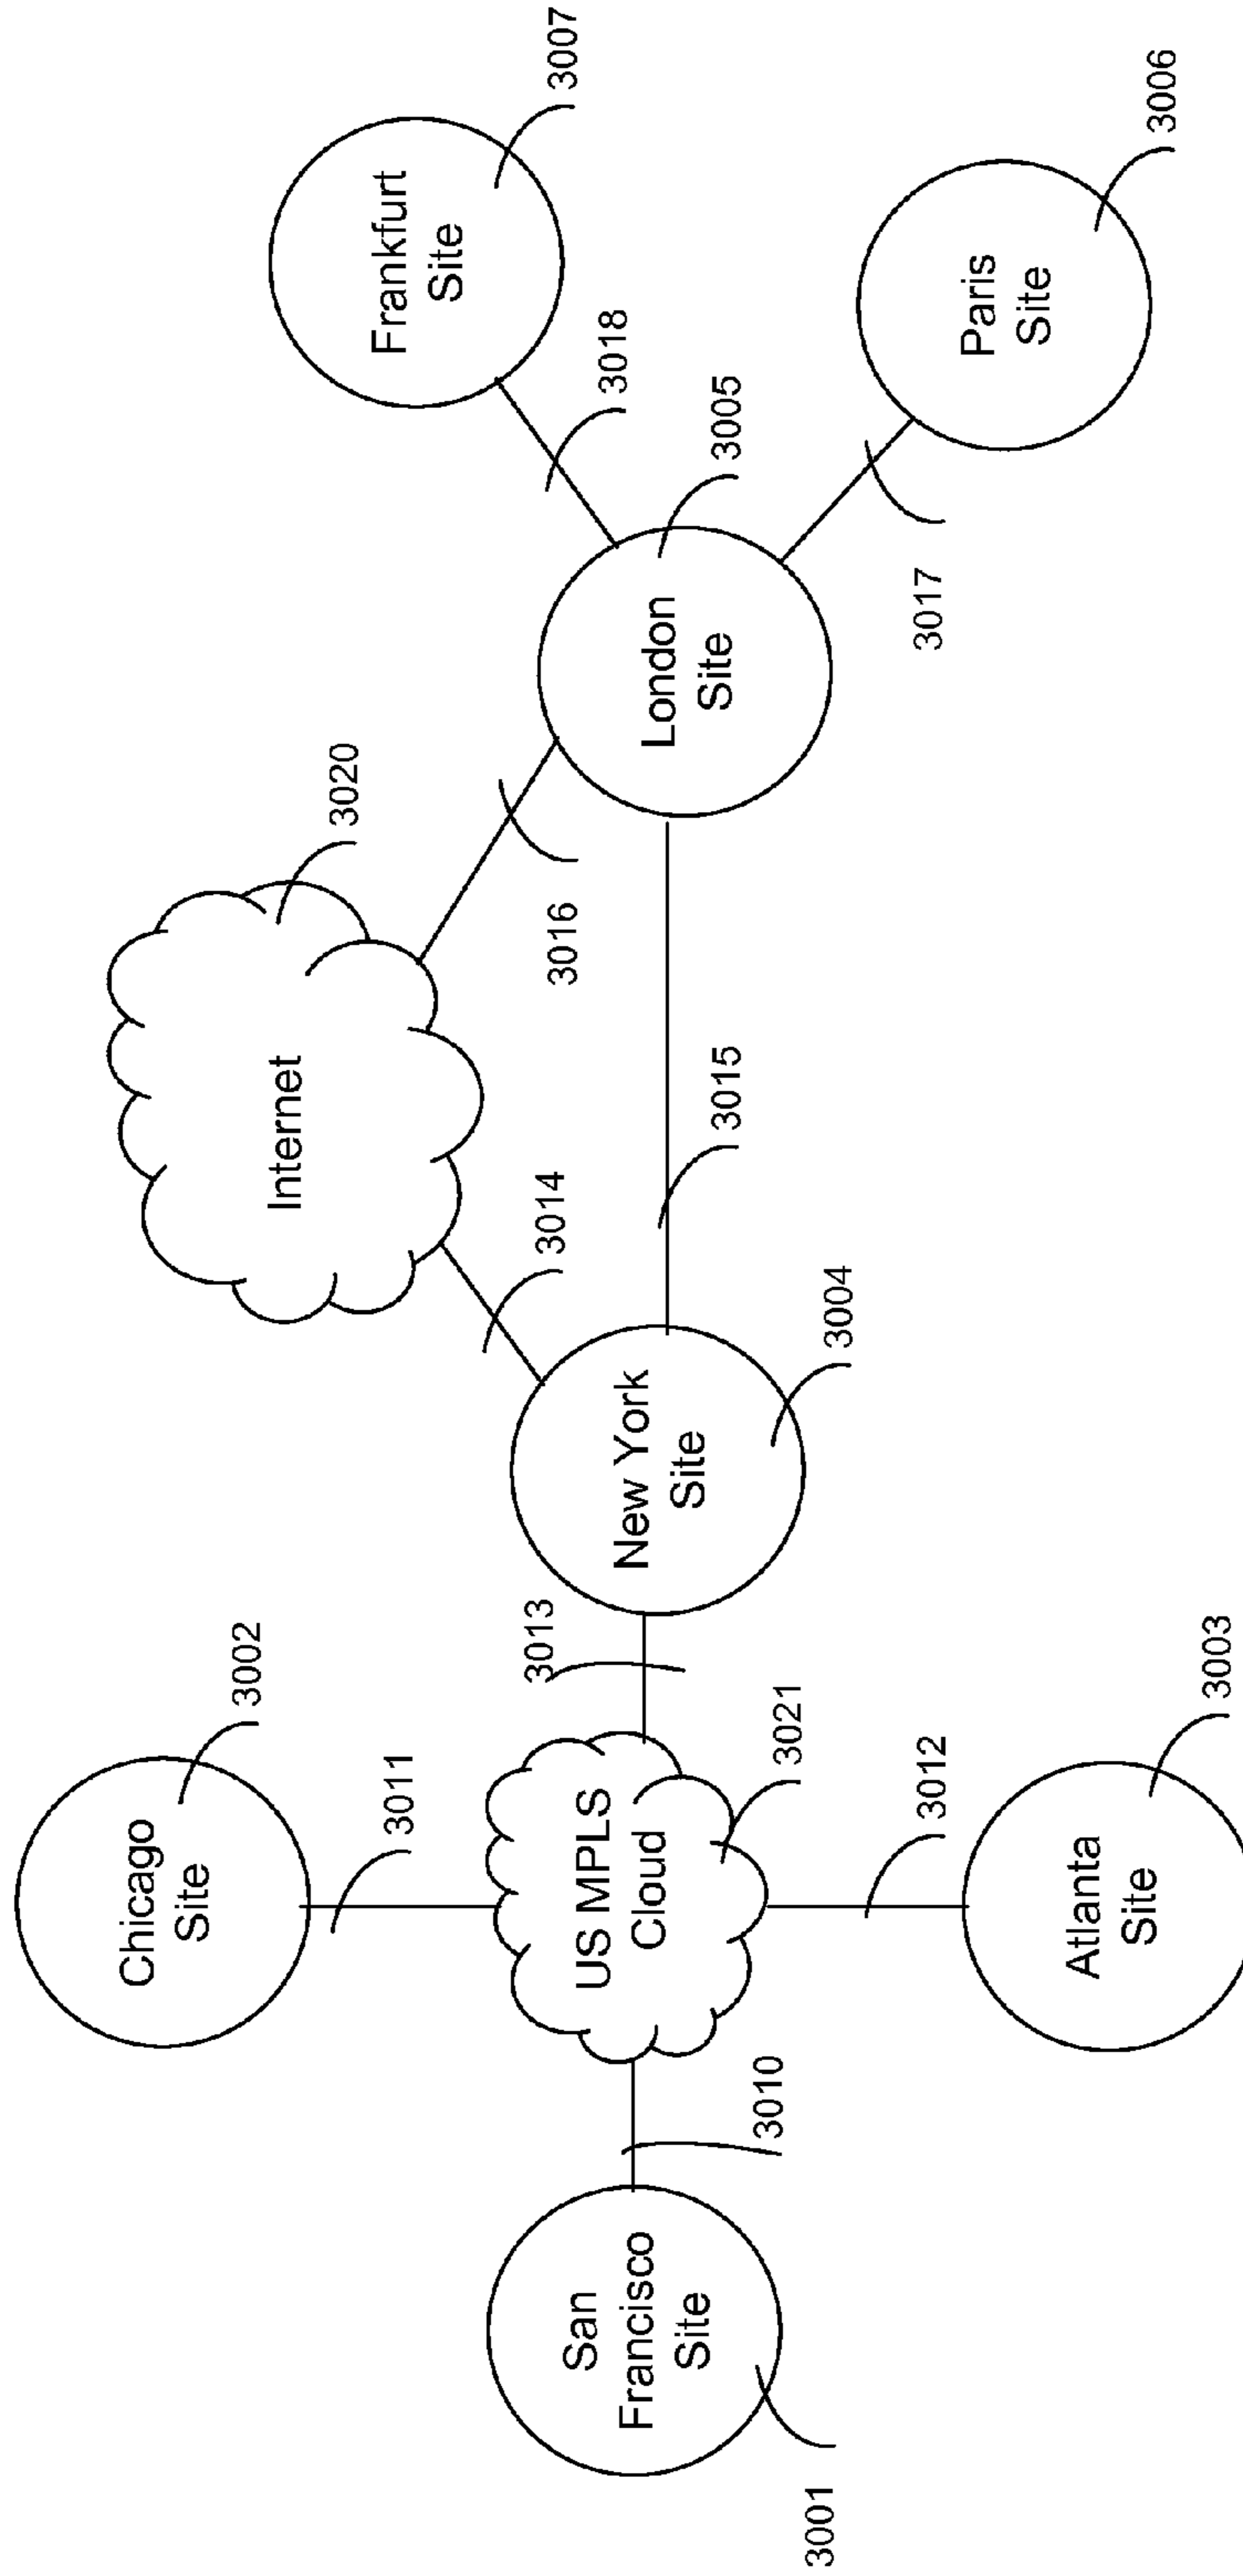 Chicago
Site
3002
3011
San
Francisco
Site
3001
3010
US MPLS
Cloud
3021
3013
3012
Atlanta
Site
3003
New York
Site
3004
3014
Internet
3020
3015
3016
London
Site
3005
3018
Frankfurt
Site
3007
3017
Paris
Site
3006